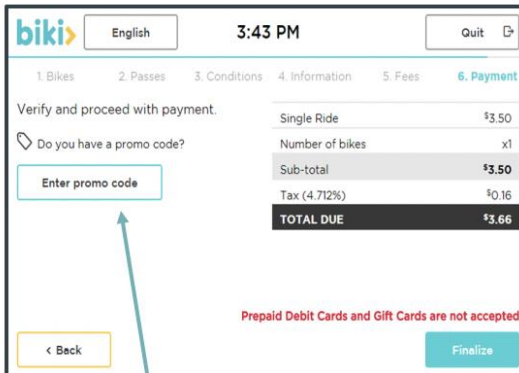 biki
English
3:43 PM
Quit
1. Bikes 2. Passes 3. Conditions 4. Information 5. Fees 6. Payment
Verify and proceed with payment.
Do you have a promo code?
Enter promo code
Single Ride $3.50
Number of bikes x1
Sub-total $3.50
Tax (4.712%) $0.16
TOTAL DUE $3.66
Prepaid Debit Cards and Gift Cards are not accepted
< Back
Finalize